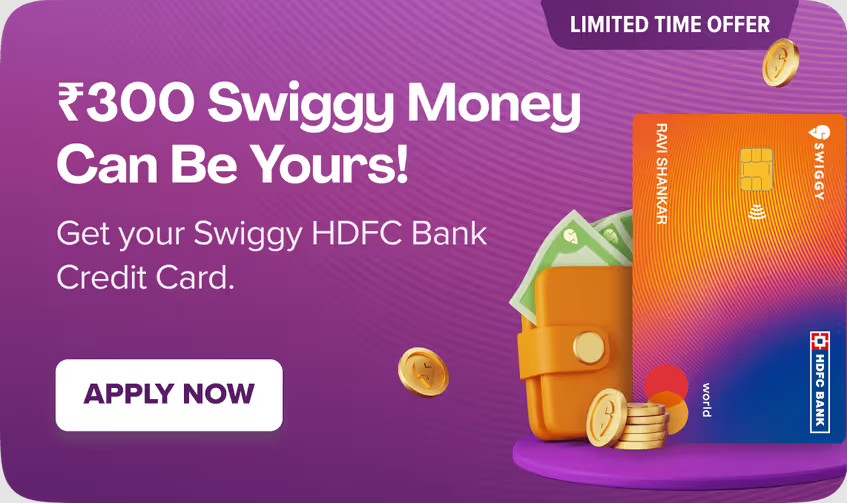 LIMITED TIME OFFER
₹300 Swiggy Money
Can Be Yours!
Get your Swiggy HDFC Bank
Credit Card.
APPLY NOW
RAVI SHANKAR
SWIGGY
world
HDFC BANK